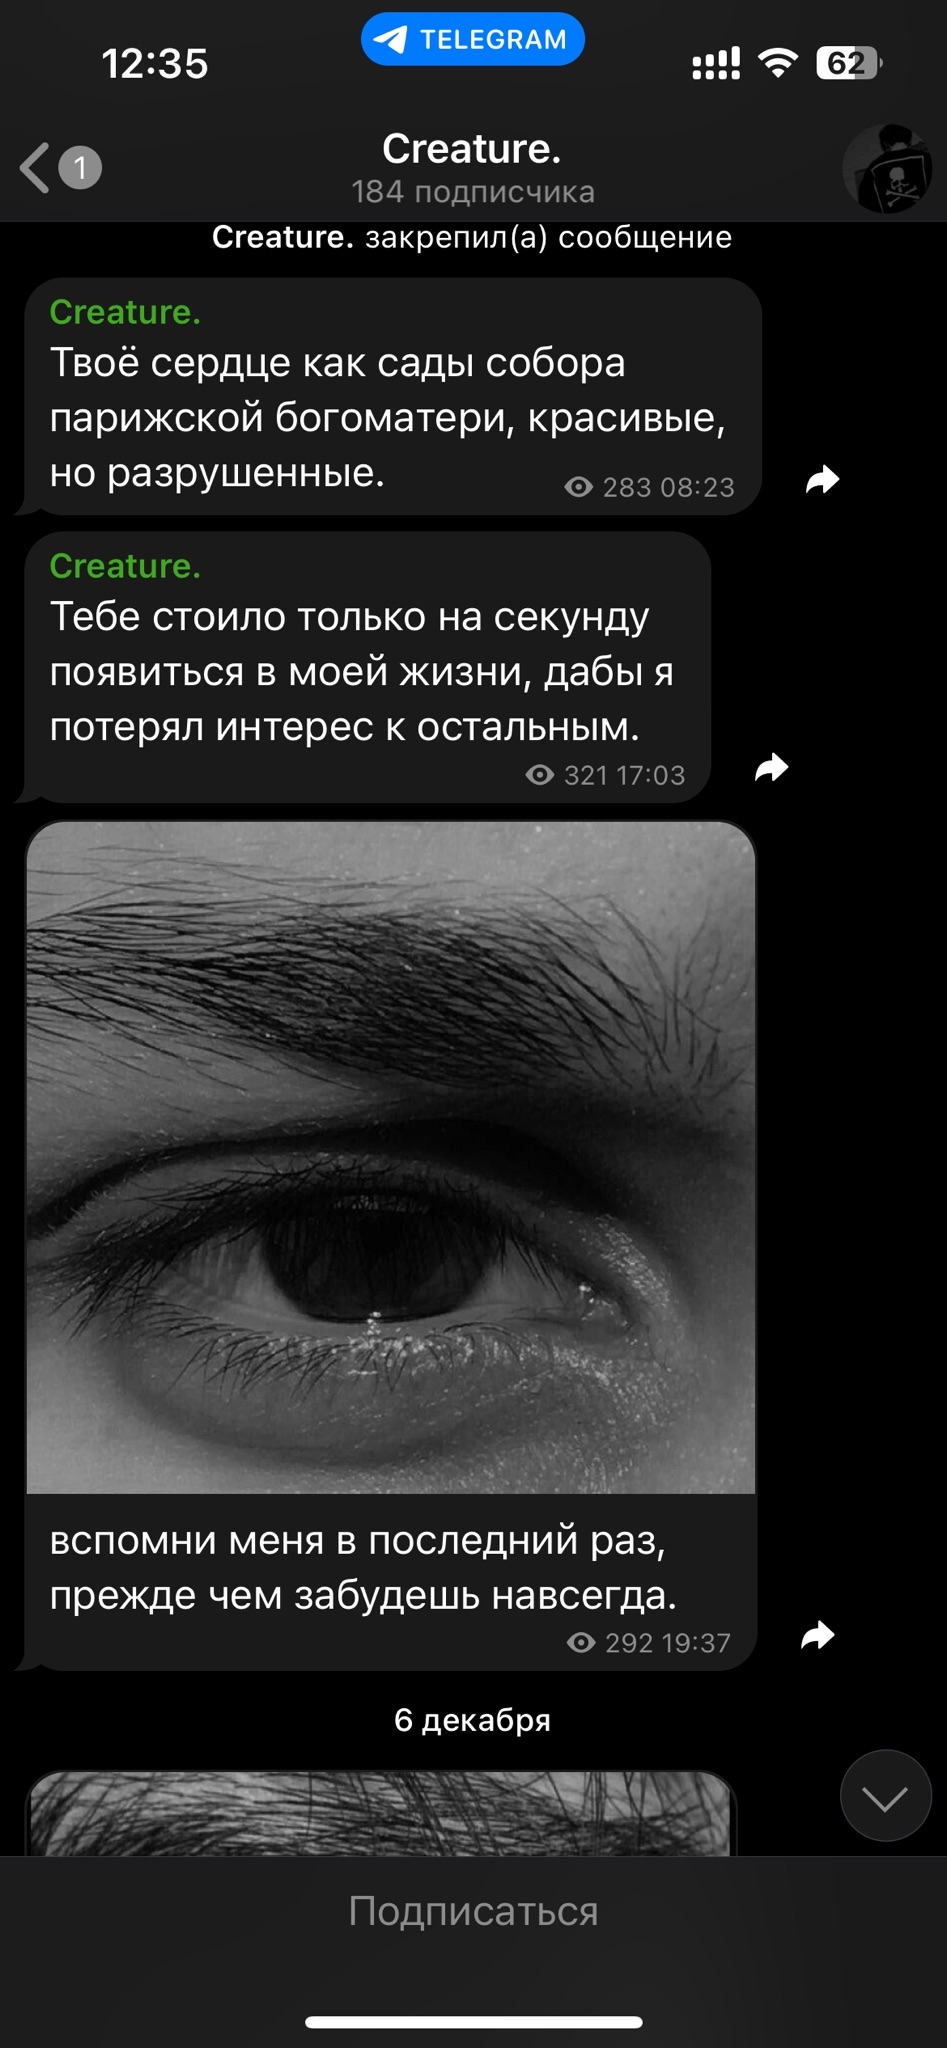 12:35
TELEGRAM
62
1
Creature.
184 подписчика
Creature. закрепил(а) сообщение
Creature.
Твоё сердце как сады собора
парижской богоматери, красивые,
но разрушенные.
283 08:23
Creature.
Тебе стоило только на секунду
появиться в моей жизни, дабы я
потерял интерес к остальным.
321 17:03
вспомни меня в последний раз,
прежде чем забудешь навсегда.
292 19:37
6 декабря
Подписаться